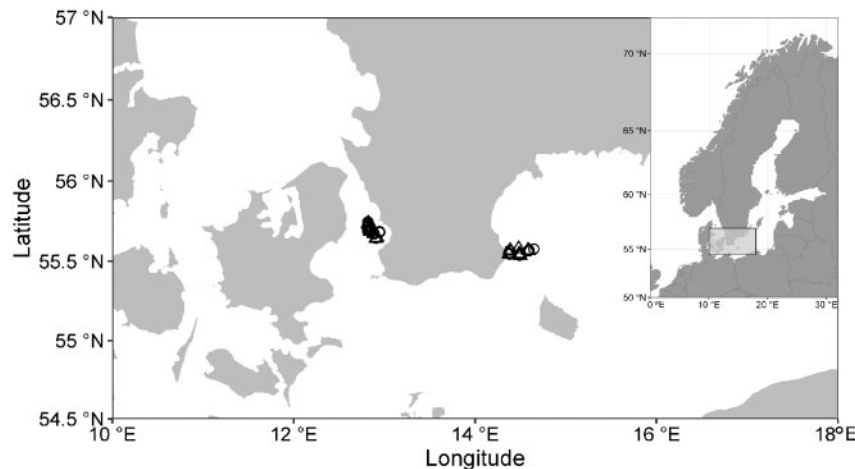 57 °N
56.5 °N
56 °N
55.5 °N
55 °N
54.5 °N
Latitude
10 °E
12 °E
14 °E
16 °E
18°E
Longitude
70 °N
65 °N
60 °N
55 °N
50 °N
0 °E
10 °E
20 °E
30 °E